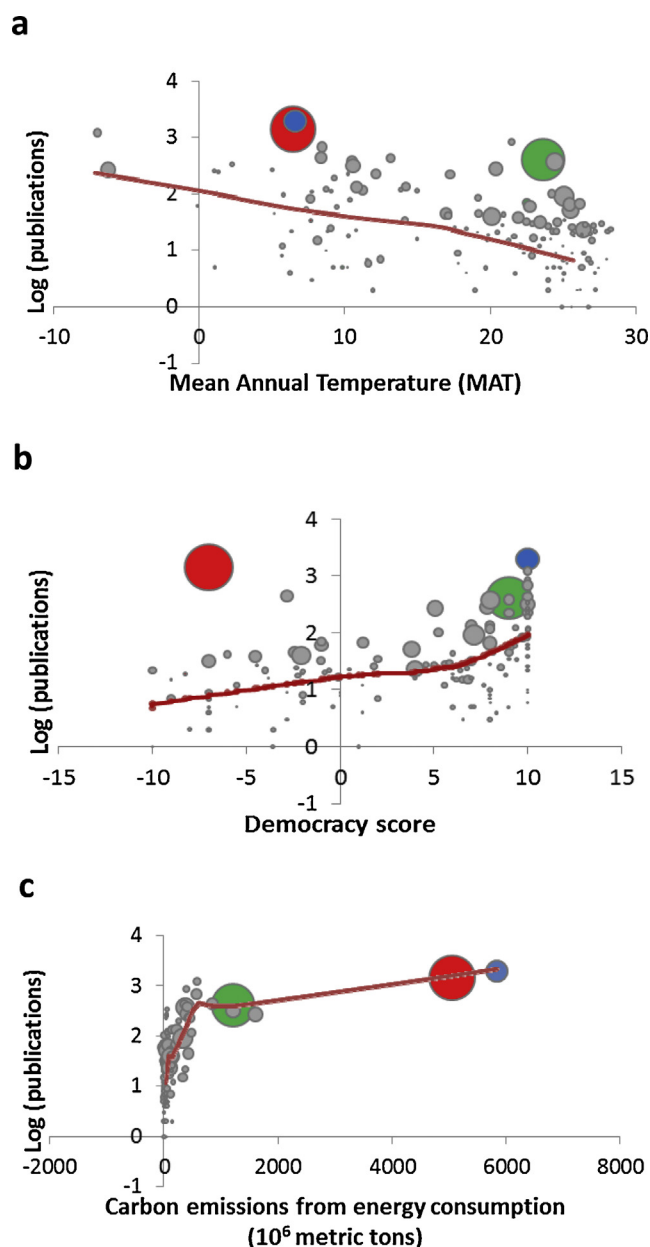 a
4
3
2
1
0
-1
-10 0 10 20 30
Log (publications)
Mean Annual Temperature (MAT)
b
4
3
2
1
0
-1
-15 -10 -5 0 5 10 15
Log (publications)
Democracy score
c
4
3
2
1
0
-1
-2000 0 2000 4000 6000 8000
Log (publications)
Carbon emissions from energy consumption
(10⁶ metric tons)